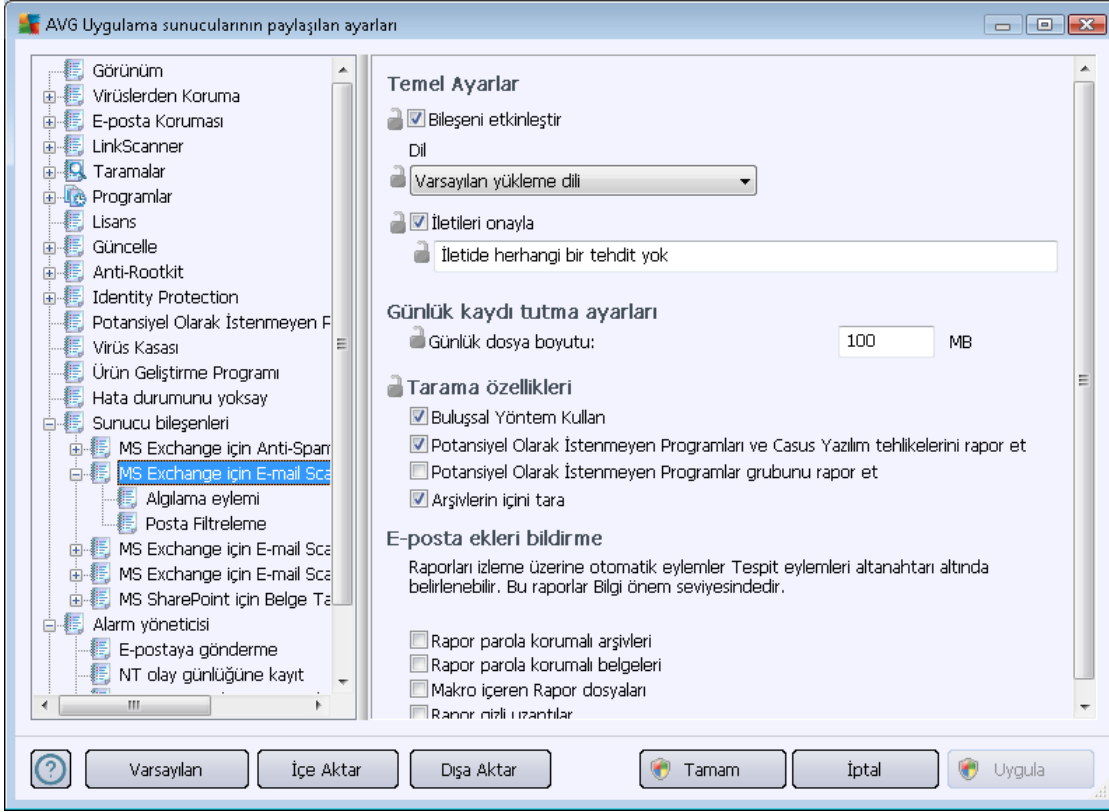 AVG Uygulama sunucularının paylaşılan ayarları
Görünüm
Virüslerden Koruma
E-posta Koruması
LinkScanner
Taramalar
Programlar
Lisans
Güncelle
Anti-Rootkit
Identity Protection
Potansiyel Olarak İstenmeyen
Virüs Kasası
Ürün Geliştirme Programı
Hata durumunu yoksay
Sunucu bileşenleri
MS Exchange için Anti-Spam
MS Exchange için E-mail Sca
Algılama eylemi
Posta Filtreleme
MS Exchange için E-mail Sca
MS Exchange için E-mail Sca
MS SharePoint için Belge Ta
Alarm yöneticisi
E-postaya gönderme
NT olay günlüğüne kayıt
Temel Ayarlar
Bileşeni etkinleştir
Dil
Varsayılan yükleme dili
İletileri onayla
İletide herhangi bir tehdit yok
Günlük kaydı tutma ayarları
Günlük dosya boyutu: 100 MB
Tarama özellikleri
Buluşsal Yöntem Kullan
Potansiyel Olarak İstenmeyen Programları ve Casus Yazılım tehlikelerini rapor et
Potansiyel Olarak İstenmeyen Programlar grubunu rapor et
Arşivlerin içini tara
E-posta ekleri bildirme
Raporları izleme üzerine otomatik eylemler Tespit eylemleri altanahtarı altında
belirlenebilir. Bu raporlar Bilgi önem seviyesindedir.
Rapor parola korumalı arşivleri
Rapor parola korumalı belgeleri
Makro içeren Rapor dosyaları
Rapor gizli uzantılar
Varsayılan İçe Aktar Dışa Aktar Tamam İptal Uygula